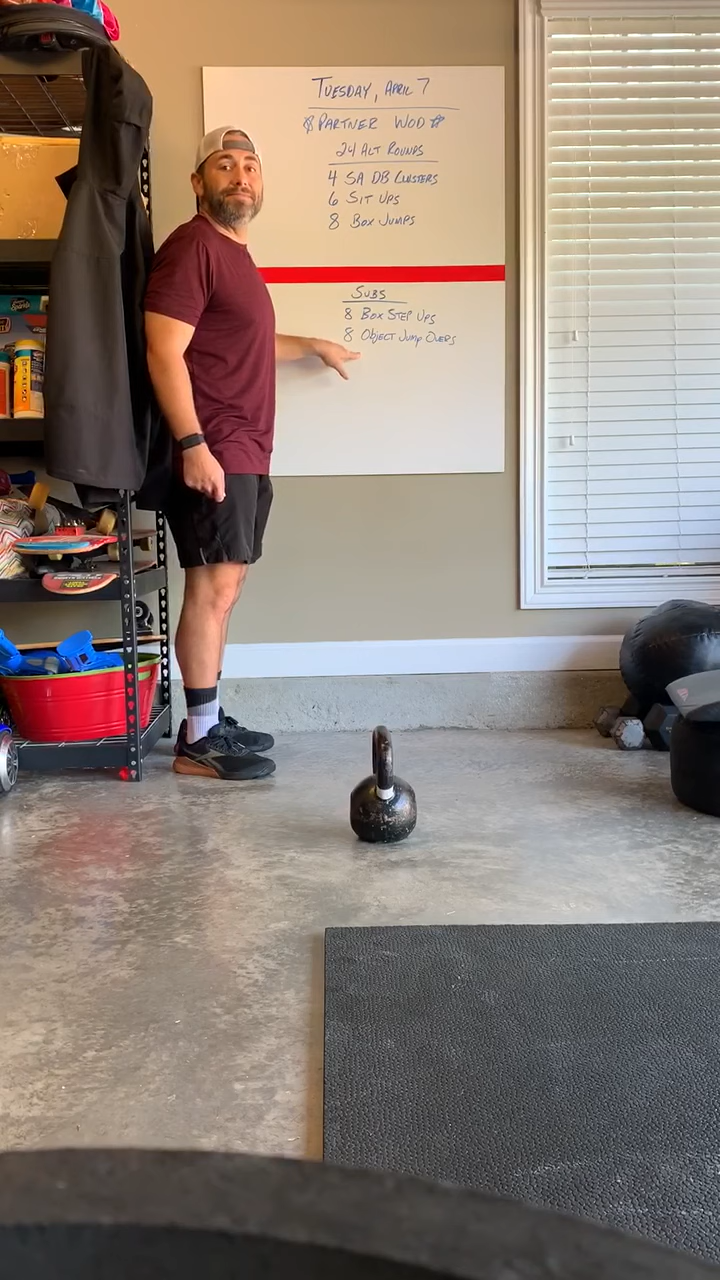 Tuesday, April 7
Partner WOD
24 Alt Rounds
4 SA DB Clusters
6 Sit Ups
8 Box Jumps
Subs
8 Box Step Ups
8 Object Jump Overs